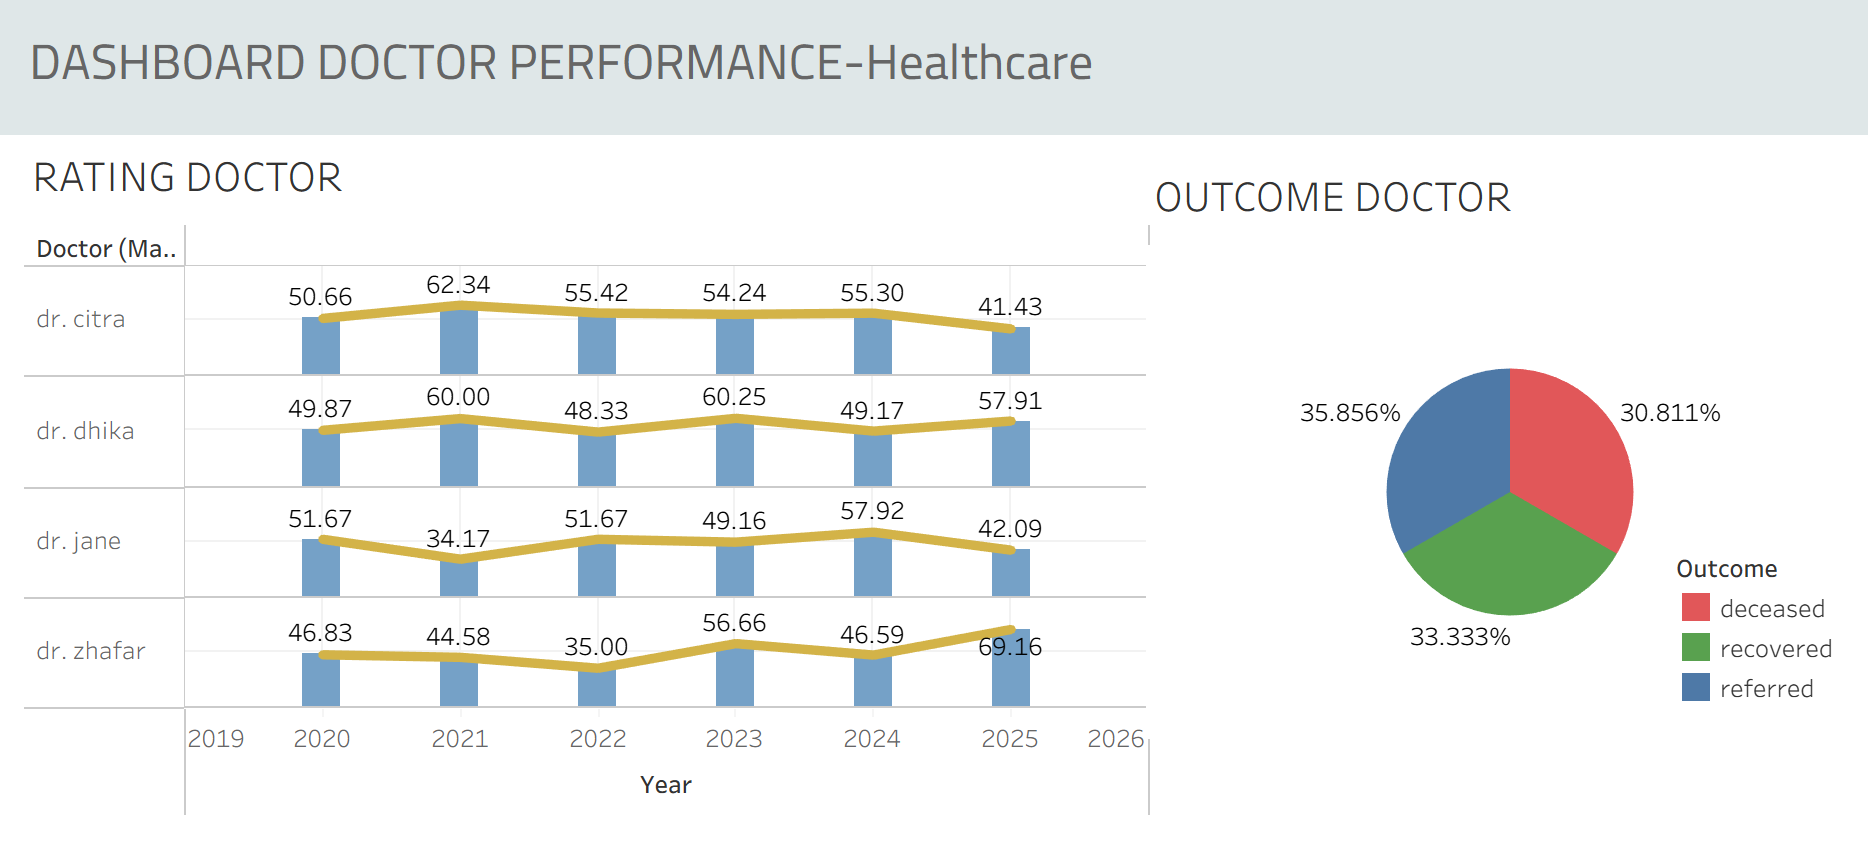 DASHBOARD DOCTOR PERFORMANCE-Healthcare
RATING DOCTOR
Doctor (Ma..
dr. citra
50.66 62.34 55.42 54.24 55.30 41.43
dr. dhika
49.87 60.00 48.33 60.25 49.17 57.91
dr. jane
51.67 34.17 51.67 49.16 57.92 42.09
dr. zhafar
46.83 44.58 35.00 56.66 46.59 69.16
2019 2020 2021 2022 2023 2024 2025 2026
Year
OUTCOME DOCTOR
35.856% 30.811%
33.333%
Outcome
deceased
recovered
referred